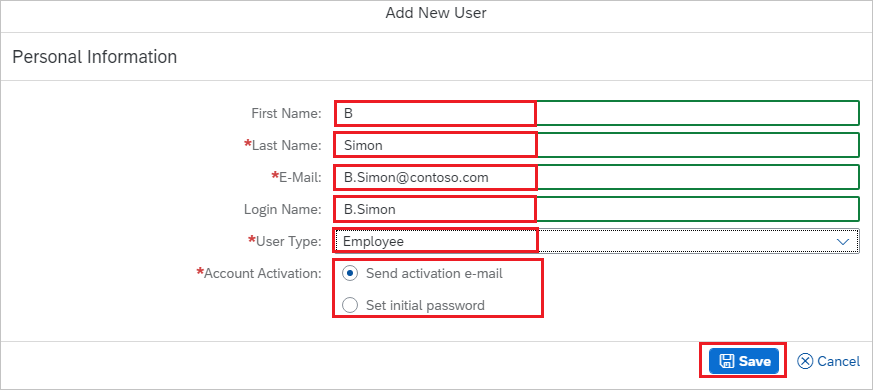 Add New User
Personal Information
First Name: B
*Last Name: Simon
*E-Mail: B.Simon@contoso.com
Login Name: B.Simon
*User Type: Employee
*Account Activation: Send activation e-mail
Set initial password
Save Cancel